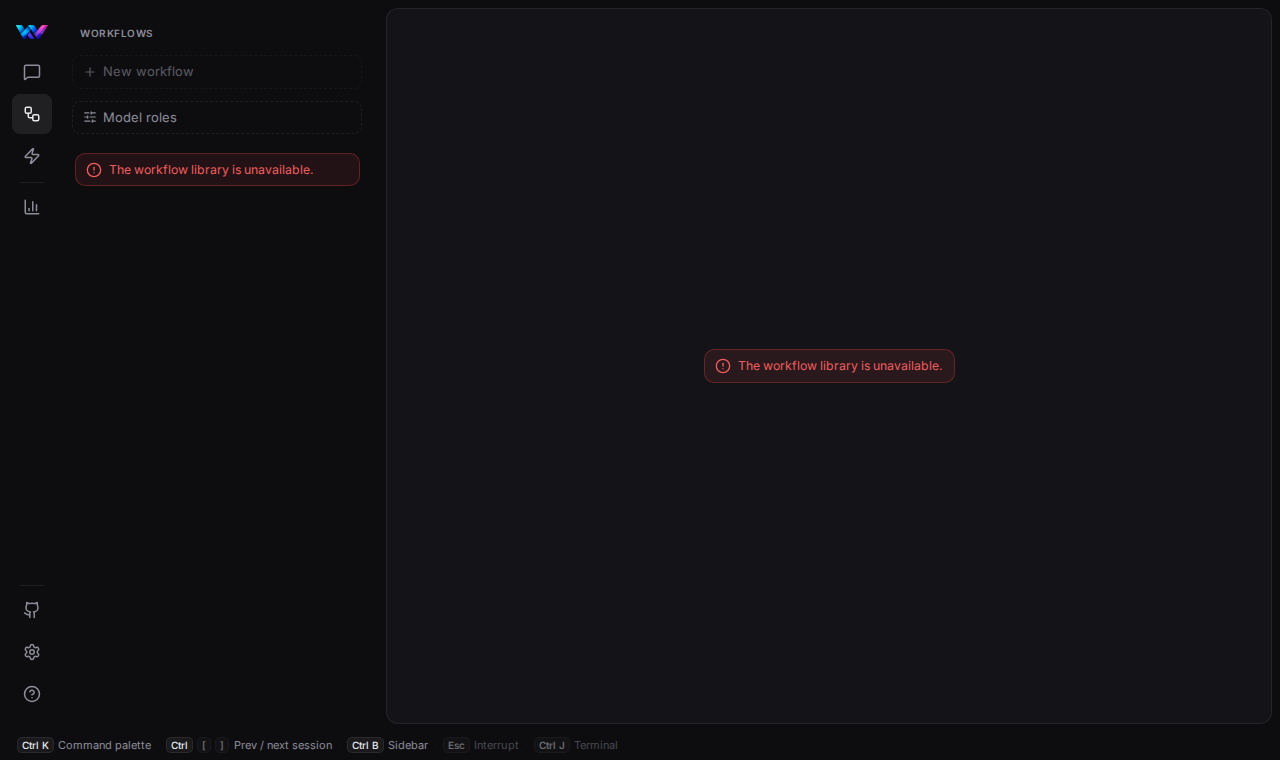 WORKFLOWS
New workflow
Model roles
The workflow library is unavailable.
The workflow library is unavailable.
Ctrl K Command palette Ctrl [ ] Prev / next session Ctrl B Sidebar Esc Interrupt Ctrl J Terminal